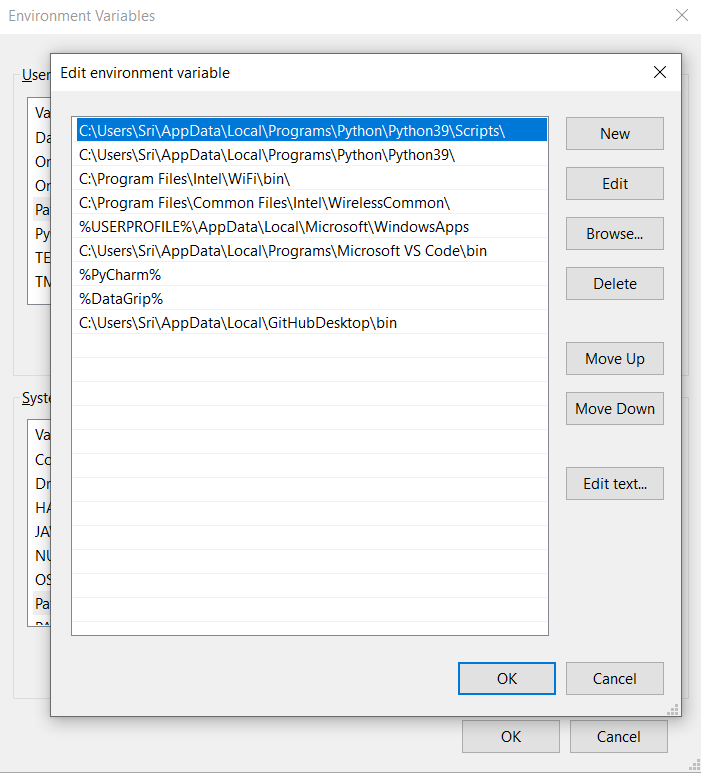 Environment Variables
Edit environment variable
User
Va
Da
On
On
Pa
Py
TE
TM
C:\Users\Sri\AppData\Local\Programs\Python\Python39\Scripts\
C:\Users\Sri\AppData\Local\Programs\Python\Python39\
C:\Program Files\Intel\WiFi\bin\
C:\Program Files\Common Files\Intel\WirelessCommon\
%USERPROFILE%\AppData\Local\Microsoft\WindowsApps
C:\Users\Sri\AppData\Local\Programs\Microsoft VS Code\bin
%PyCharm%
%DataGrip%
C:\Users\Sri\AppData\Local\GitHubDesktop\bin
New
Edit
Browse...
Delete
Move Up
Move Down
Edit text...
Syste
Va
Co
Dr
HA
JAV
NU
OS
Pa
PA
OK
Cancel
OK
Cancel